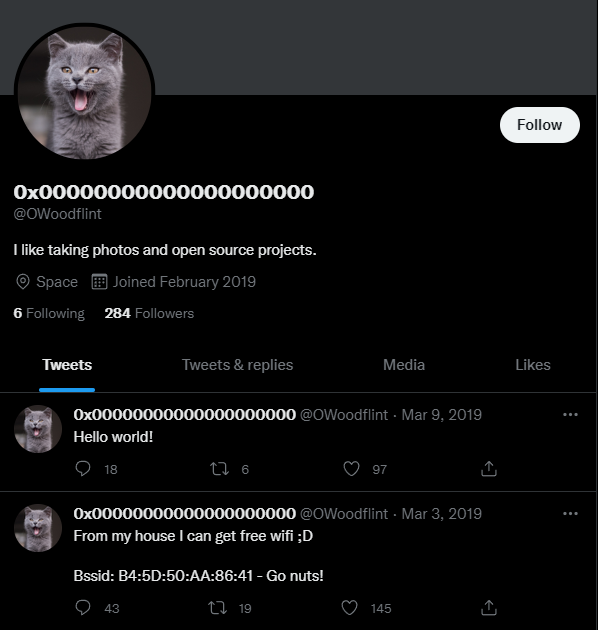 Follow
0x00000000000000000000
@OWoodflint
I like taking photos and open source projects.
Space Joined February 2019
6 Following 284 Followers
Tweets Tweets & replies Media Likes
0x00000000000000000000 @OWoodflint · Mar 9, 2019
Hello world!
18 6 97
0x00000000000000000000 @OWoodflint · Mar 3, 2019
From my house I can get free wifi ;D
Bssid: B4:5D:50:AA:86:41 - Go nuts!
43 19 145